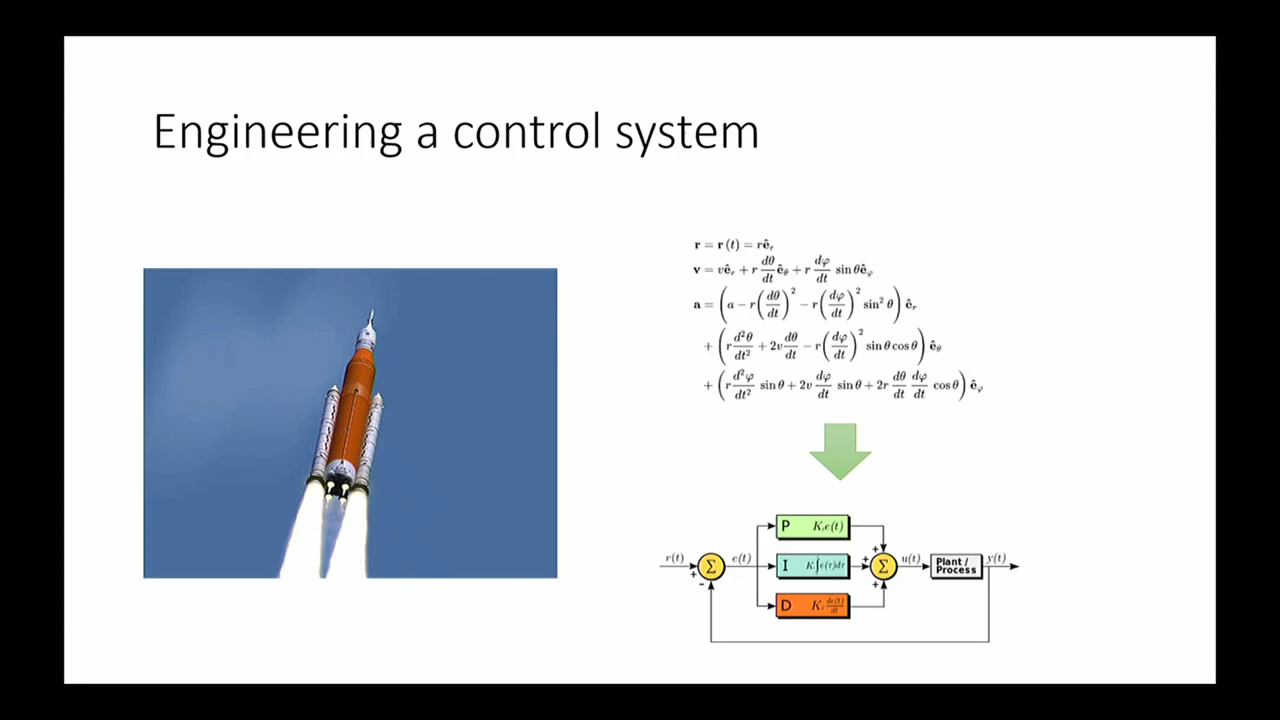 Engineering a control system
r = r(t) = rê_r
v = vê_r + r dθ/dt ê_θ + r dφ/dt sin θ ê_φ
a = (a − r(dθ/dt)² − r(dφ/dt)² sin² θ) ê_r
+ (r d²θ/dt² + 2v dθ/dt − r(dφ/dt)² sin θ cos θ) ê_θ
+ (r d²φ/dt² sin θ + 2v dφ/dt sin θ + 2r dθ/dt dφ/dt cos θ) ê_φ
P
r(t) + − Σ e(t) I + + + Σ u(t) Plant / Process y(t)
D